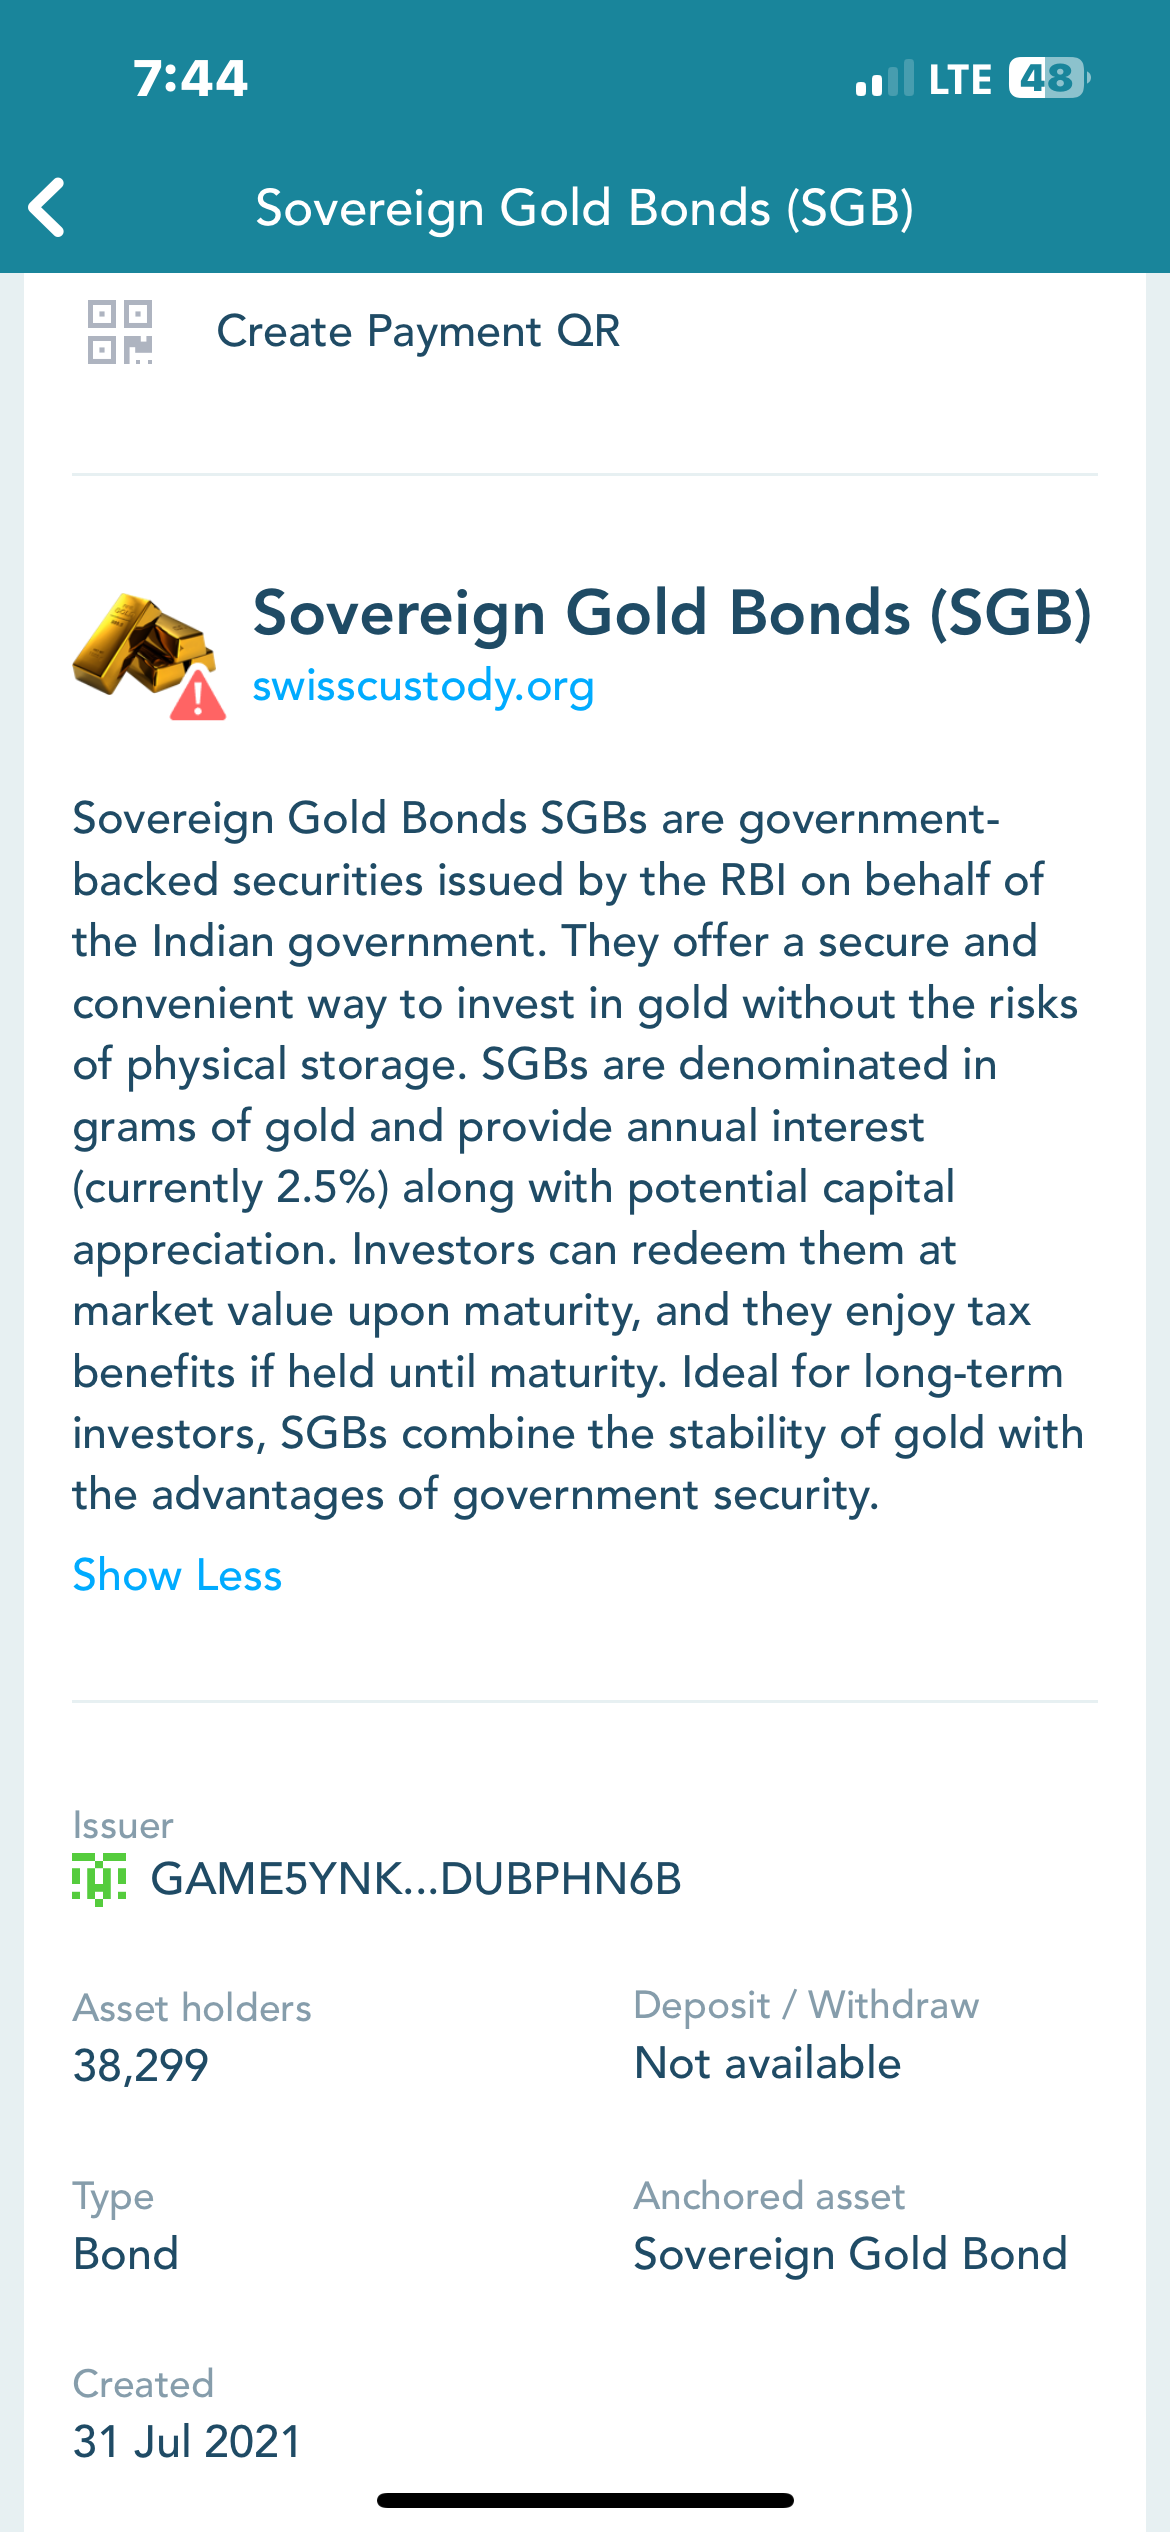 7:44
LTE 48
Sovereign Gold Bonds (SGB)
Create Payment QR
Sovereign Gold Bonds (SGB)
swisscustody.org
Sovereign Gold Bonds SGBs are government-
backed securities issued by the RBI on behalf of
the Indian government. They offer a secure and
convenient way to invest in gold without the risks
of physical storage. SGBs are denominated in
grams of gold and provide annual interest
(currently 2.5%) along with potential capital
appreciation. Investors can redeem them at
market value upon maturity, and they enjoy tax
benefits if held until maturity. Ideal for long-term
investors, SGBs combine the stability of gold with
the advantages of government security.
Show Less
Issuer
GAME5YNK...DUBPHN6B
Asset holders
38,299
Deposit / Withdraw
Not available
Type
Bond
Anchored asset
Sovereign Gold Bond
Created
31 Jul 2021